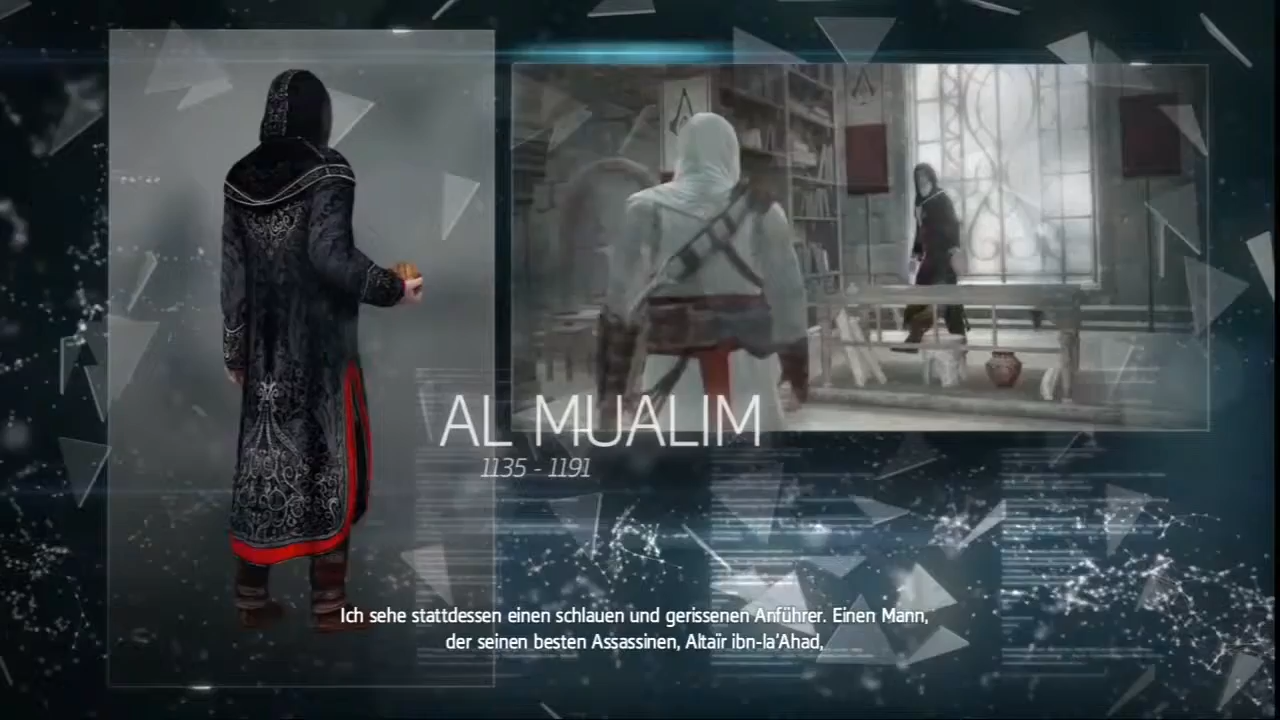 AL MUALIM
1135 - 1191
Ich sehe stattdessen einen schlauen und gerissenen Anführer. Einen Mann,
der seinen besten Assassinen, Altaïr ibn-la'Ahad,